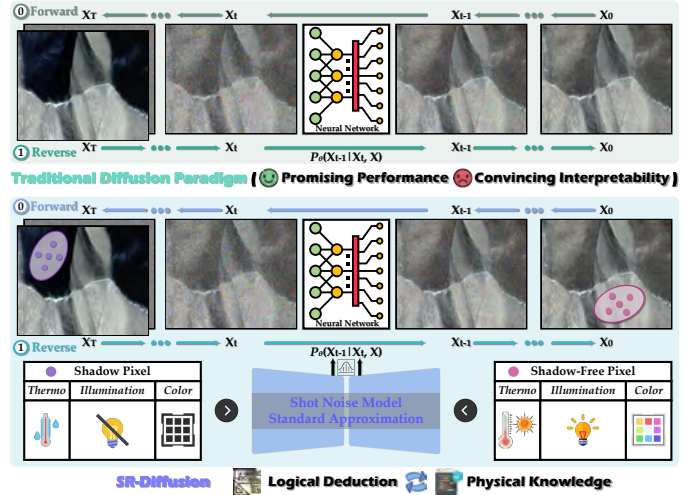 0 Forward XT Xt Xt-1 X0
Neural Network
1 Reverse XT Xt Pθ(Xt-1|Xt, X) Xt-1 X0
Traditional Diffusion Paradigm ( Promising Performance Convincing Interpretability )
0 Forward XT Xt Xt-1 X0
Neural Network
1 Reverse XT Xt Pθ(Xt-1|Xt, X) Xt-1 X0
Shadow Pixel
Thermo Illumination Color
Shot Noise Model
Standard Approximation
Shadow-Free Pixel
Thermo Illumination Color
SR-Diffusion Logical Deduction Physical Knowledge